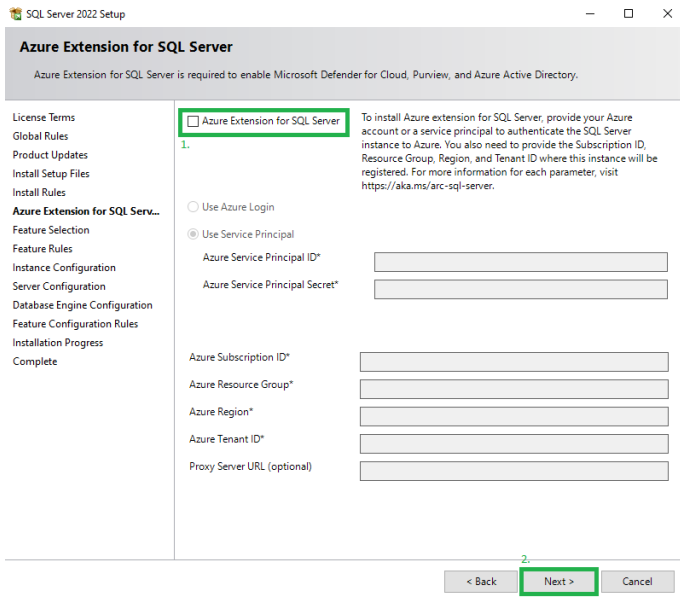 SQL Server 2022 Setup
Azure Extension for SQL Server
Azure Extension for SQL Server is required to enable Microsoft Defender for Cloud, Purview, and Azure Active Directory.
License Terms
Global Rules
Product Updates
Install Setup Files
Install Rules
Azure Extension for SQL Serv...
Feature Selection
Feature Rules
Instance Configuration
Server Configuration
Database Engine Configuration
Feature Configuration Rules
Installation Progress
Complete
Azure Extension for SQL Server
1.
To install Azure extension for SQL Server, provide your Azure
account or a service principal to authenticate the SQL Server
instance to Azure. You also need to provide the Subscription ID,
Resource Group, Region, and Tenant ID where this instance will be
registered. For more information for each parameter, visit
https://aka.ms/arc-sql-server.
Use Azure Login
Use Service Principal
Azure Service Principal ID*
Azure Service Principal Secret*
Azure Subscription ID*
Azure Resource Group*
Azure Region*
Azure Tenant ID*
Proxy Server URL (optional)
2.
< Back
Next >
Cancel